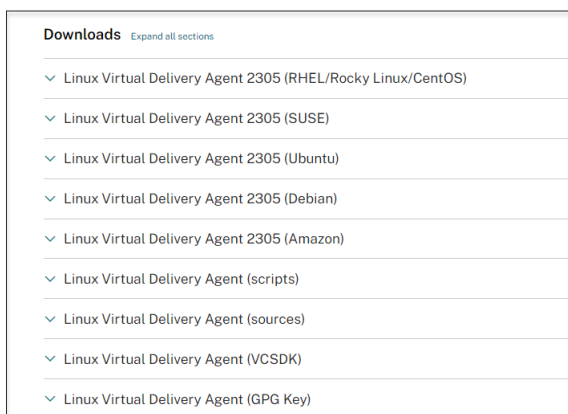 Downloads Expand all sections
Linux Virtual Delivery Agent 2305 (RHEL/Rocky Linux/CentOS)
Linux Virtual Delivery Agent 2305 (SUSE)
Linux Virtual Delivery Agent 2305 (Ubuntu)
Linux Virtual Delivery Agent 2305 (Debian)
Linux Virtual Delivery Agent 2305 (Amazon)
Linux Virtual Delivery Agent (scripts)
Linux Virtual Delivery Agent (sources)
Linux Virtual Delivery Agent (VCSDK)
Linux Virtual Delivery Agent (GPG Key)